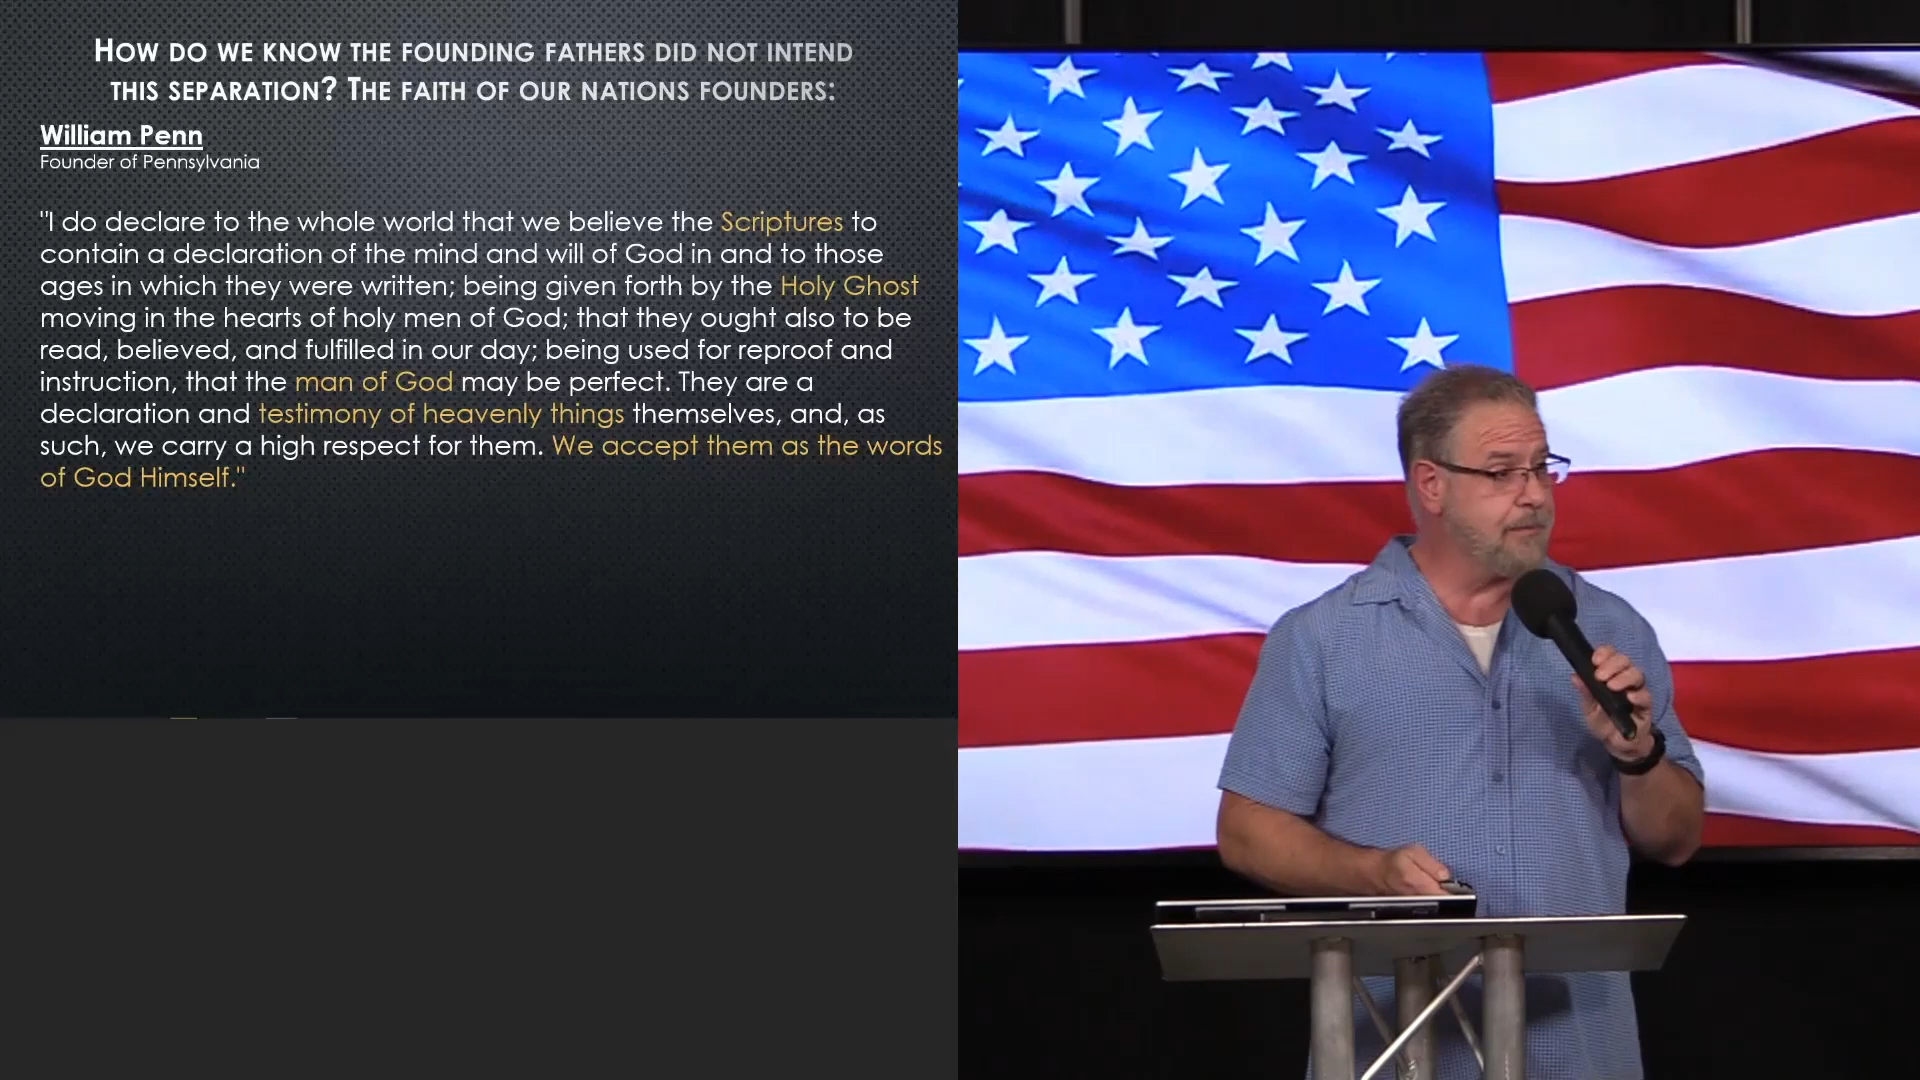 HOW DO WE KNOW THE FOUNDING FATHERS DID NOT INTEND
THIS SEPARATION? THE FAITH OF OUR NATIONS FOUNDERS:
William Penn
Founder of Pennsylvania
"I do declare to the whole world that we believe the Scriptures to
contain a declaration of the mind and will of God in and to those
ages in which they were written; being given forth by the Holy Ghost
moving in the hearts of holy men of God; that they ought also to be
read, believed, and fulfilled in our day; being used for reproof and
instruction, that the man of God may be perfect. They are a
declaration and testimony of heavenly things themselves, and, as
such, we carry a high respect for them. We accept them as the words
of God Himself."